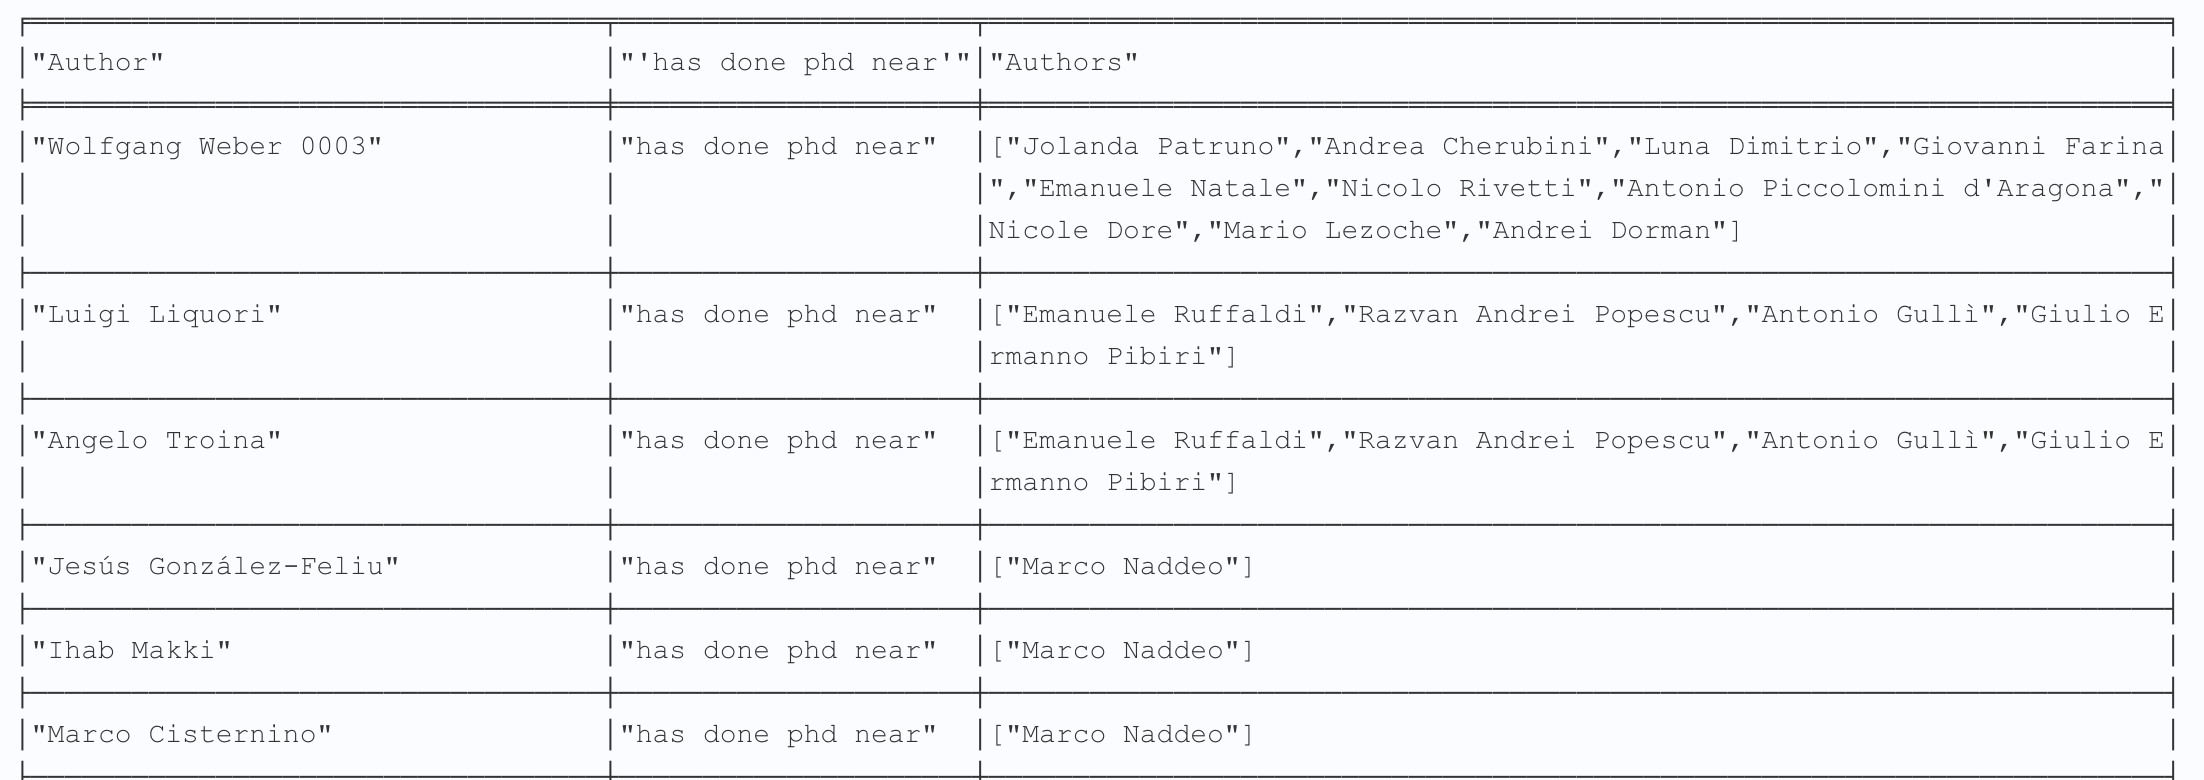 "Author" "'has done phd near'" "Authors"
"Wolfgang Weber 0003" "has done phd near" ["Jolanda Patruno","Andrea Cherubini","Luna Dimitrio","Giovanni Farina
","Emanuele Natale","Nicolo Rivetti","Antonio Piccolomini d'Aragona","
Nicole Dore","Mario Lezoche","Andrei Dorman"]
"Luigi Liquori" "has done phd near" ["Emanuele Ruffaldi","Razvan Andrei Popescu","Antonio Gullì","Giulio E
rmanno Pibiri"]
"Angelo Troina" "has done phd near" ["Emanuele Ruffaldi","Razvan Andrei Popescu","Antonio Gullì","Giulio E
rmanno Pibiri"]
"Jesús González-Feliu" "has done phd near" ["Marco Naddeo"]
"Ihab Makki" "has done phd near" ["Marco Naddeo"]
"Marco Cisternino" "has done phd near" ["Marco Naddeo"]